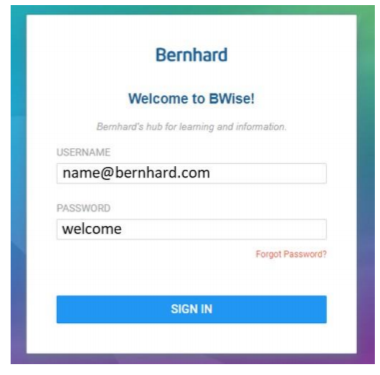 Bernhard
Welcome to BWise!
Bernhard's hub for learning and information.
USERNAME
name@bernhard.com
PASSWORD
welcome
Forgot Password?
SIGN IN